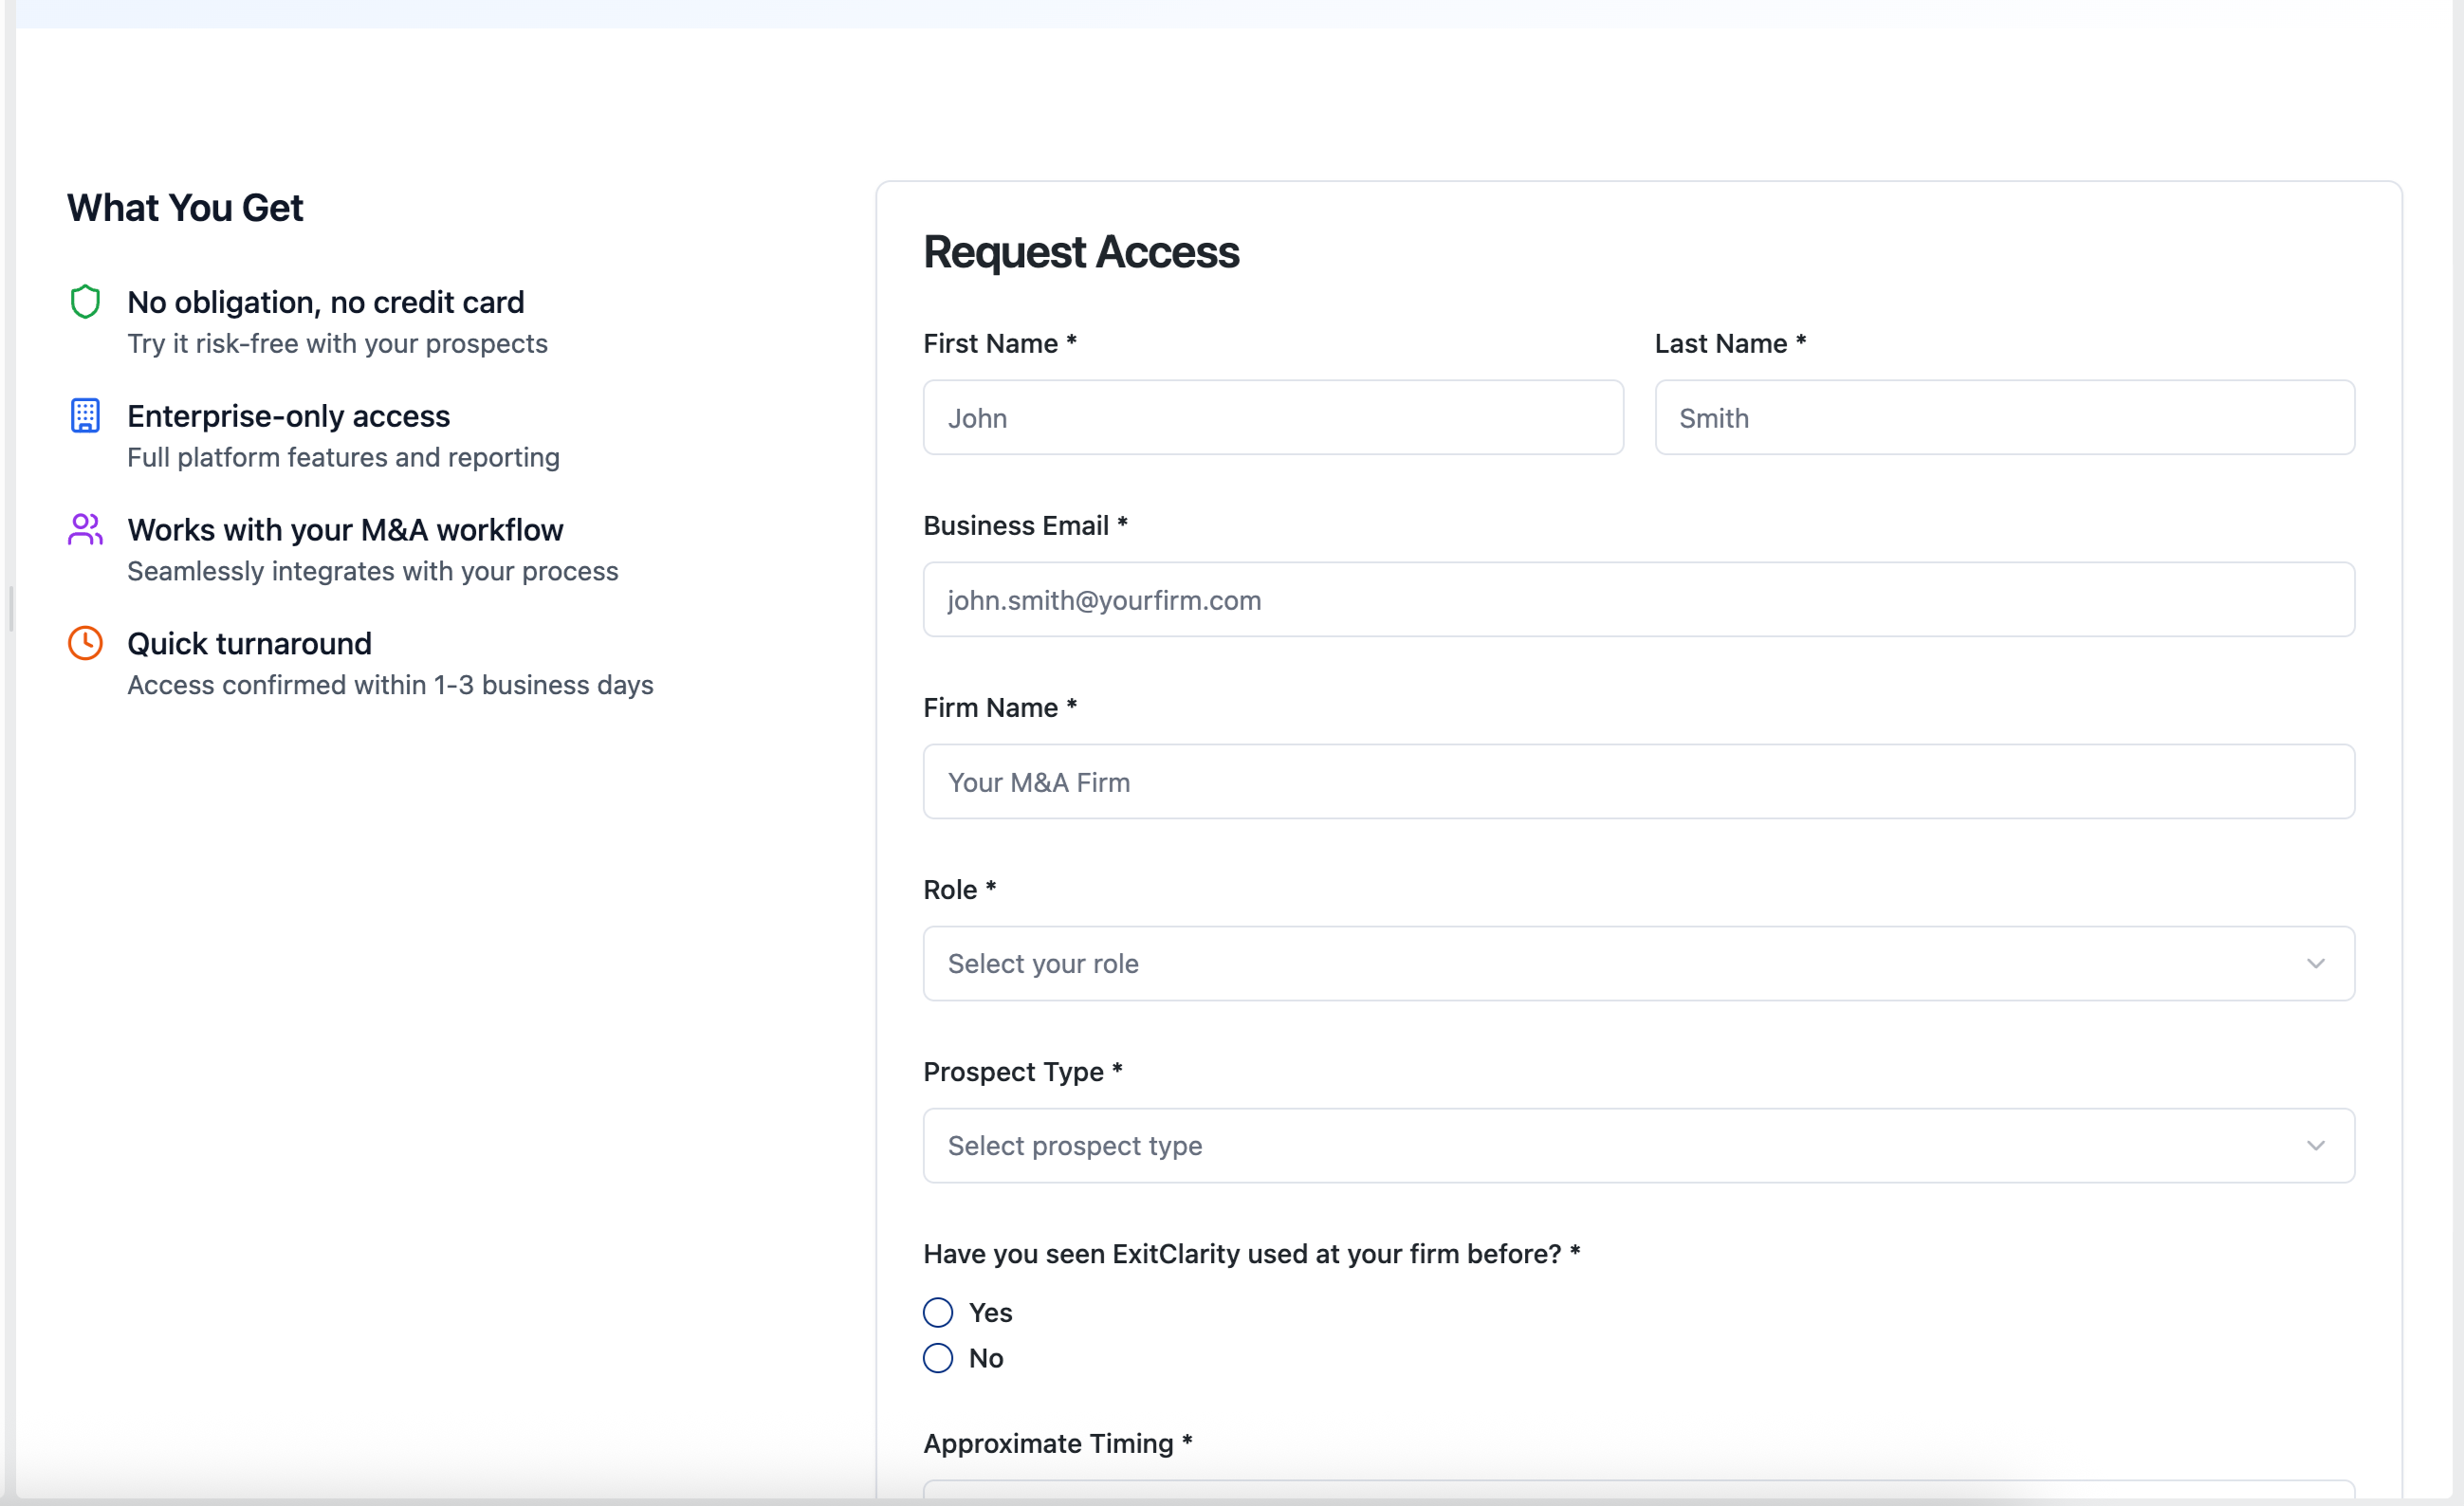 What You Get
No obligation, no credit card
Try it risk-free with your prospects
Enterprise-only access
Full platform features and reporting
Works with your M&A workflow
Seamlessly integrates with your process
Quick turnaround
Access confirmed within 1-3 business days
Request Access
First Name *
Last Name *
John
Smith
Business Email *
john.smith@yourfirm.com
Firm Name *
Your M&A Firm
Role *
Select your role
Prospect Type *
Select prospect type
Have you seen ExitClarity used at your firm before? *
Yes
No
Approximate Timing *